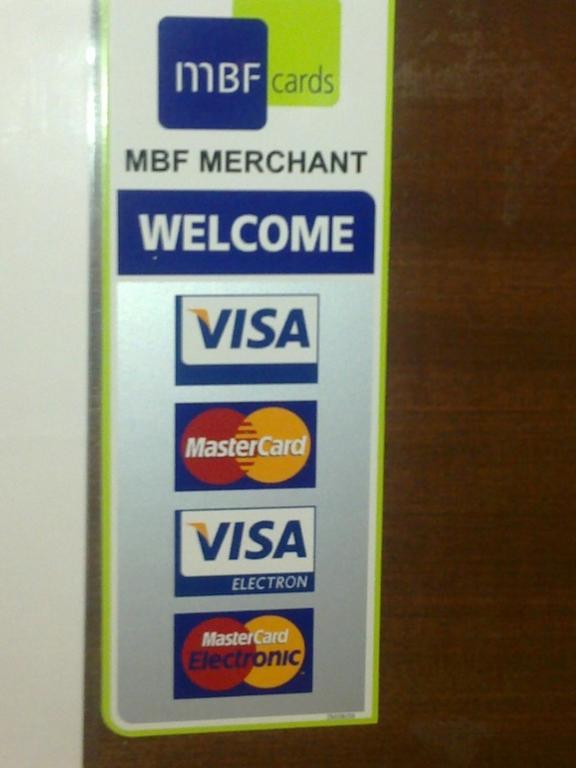 mBF cards
MBF MERCHANT
WELCOME
VISA
MasterCard
VISA
ELECTRON
MasterCard
Electronic